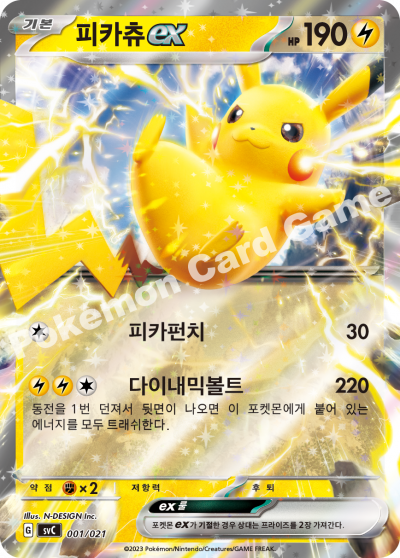 기본 피카츄ex HP 190
Pokémon Card Game
피카펀치 30
다이내믹볼트 220
동전을 1번 던져서 뒷면이 나오면 이 포켓몬에게 붙어 있는
에너지를 모두 트래쉬한다.
약점 ×2 저항력 후퇴
Illus. N-DESIGN Inc.
ex룰
G svC 001/021
포켓몬 ex가 기절한 경우 상대는 프라이즈를 2장 가져간다.
©2023 Pokémon/Nintendo/Creatures/GAME FREAK.